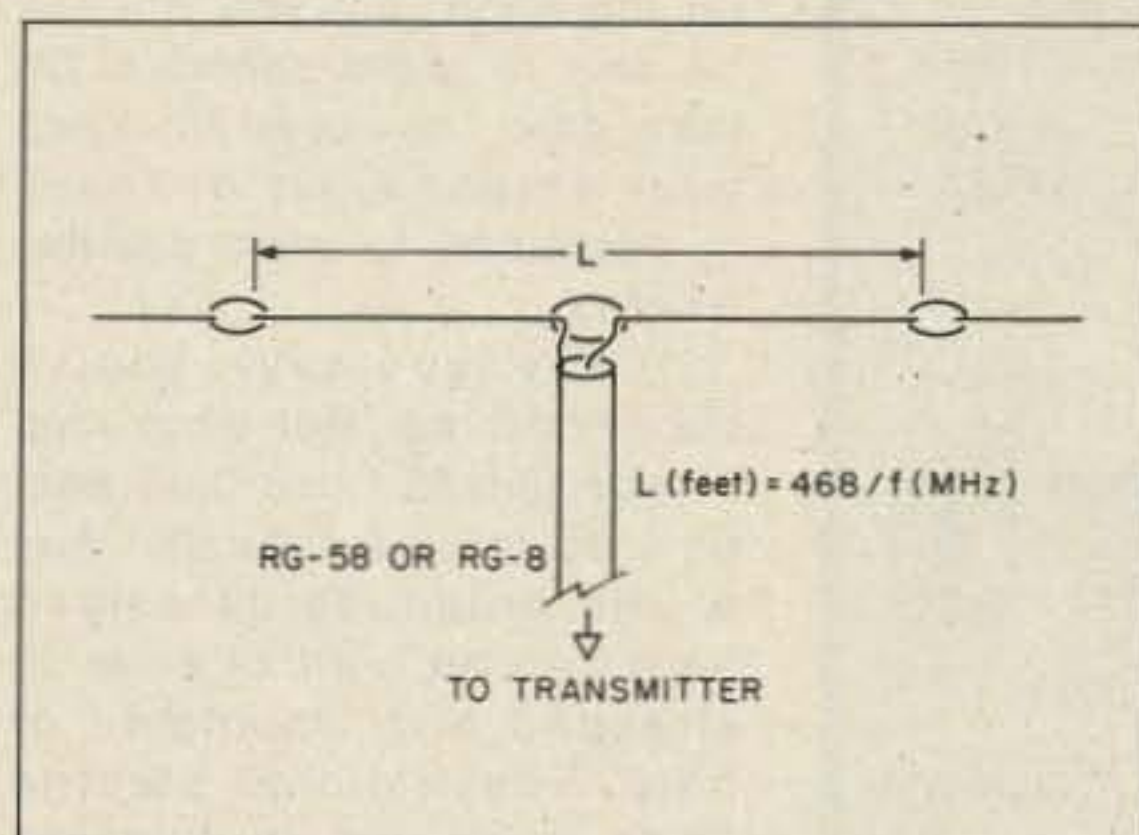 L
L (feet) = 468/f(MHz)
RG-58 OR RG-8
TO TRANSMITTER